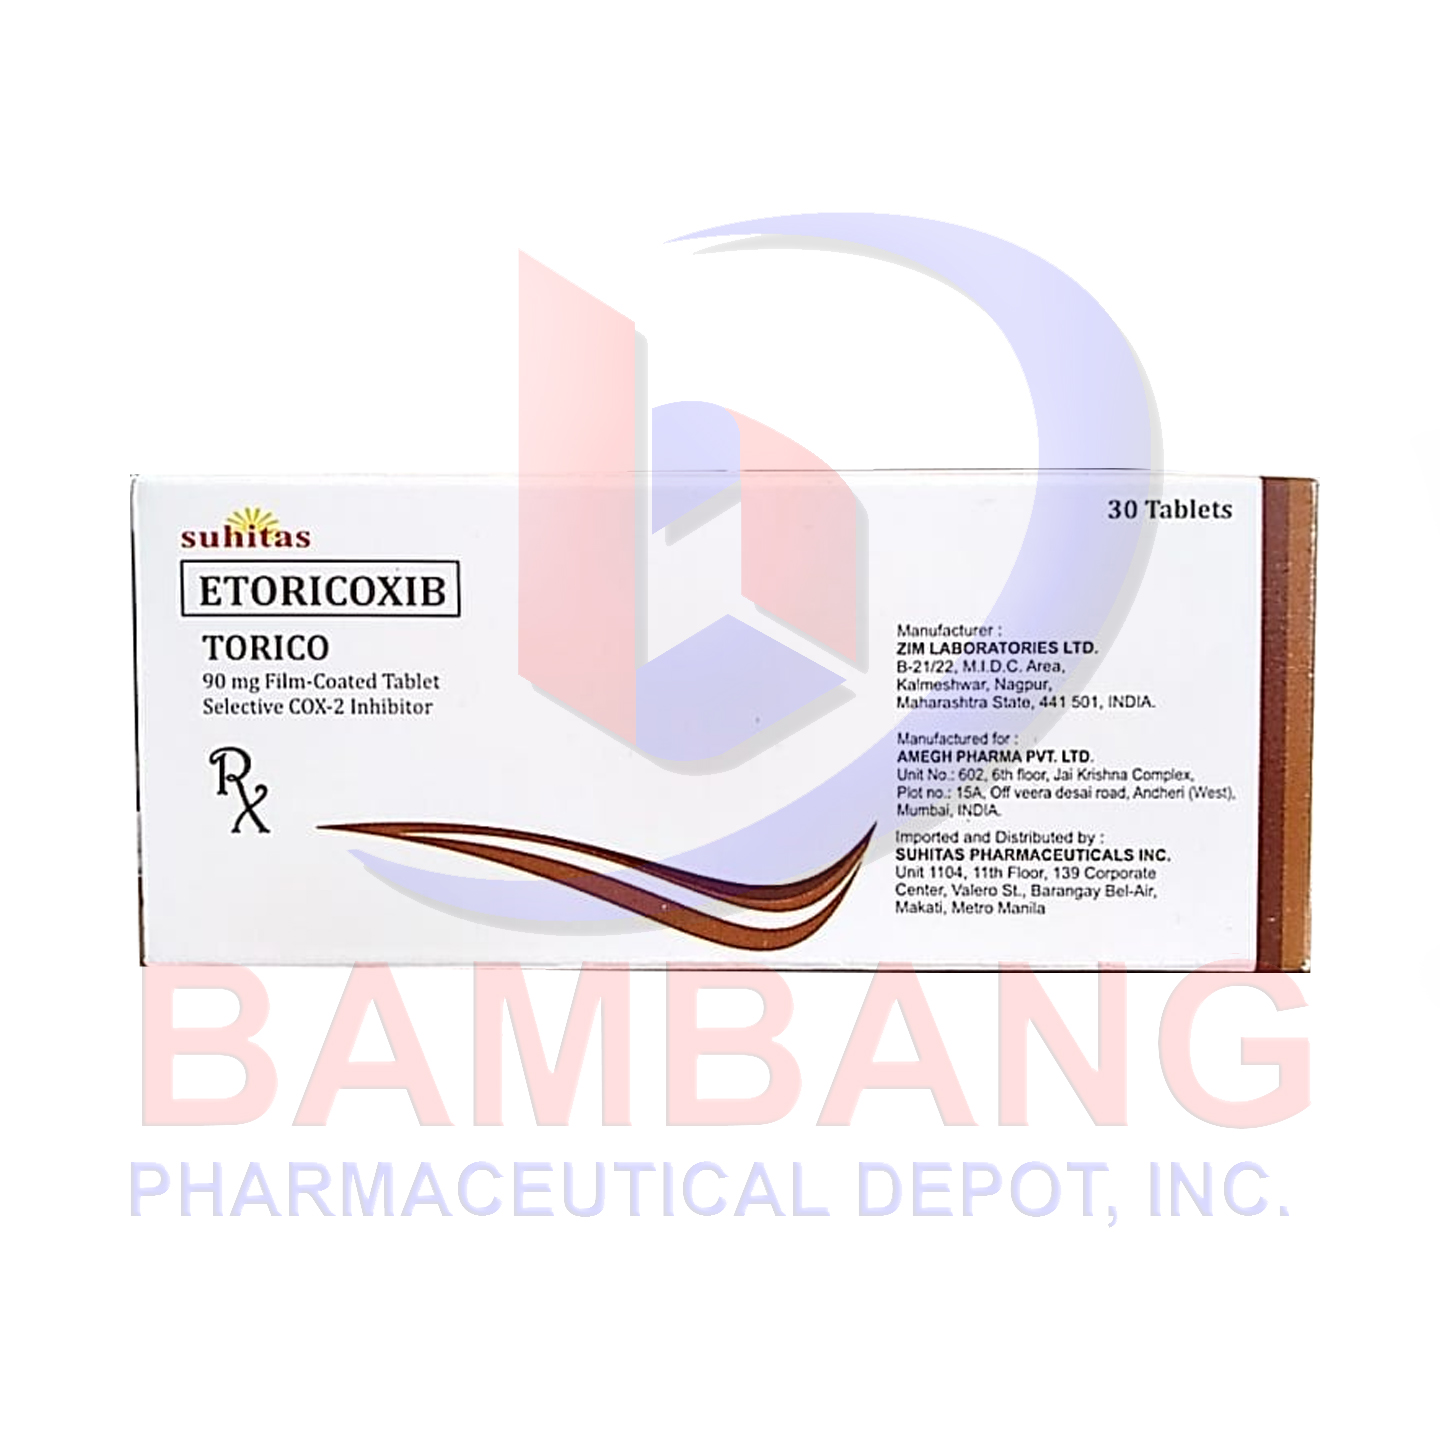 suhitas
ETORICOXIB
TORICO
90 mg Film-Coated Tablet
Selective COX-2 Inhibitor
Rx
30 Tablets
Manufacturer :
ZIM LABORATORIES LTD.
B-21/22, M.I.D.C. Area,
Kalmeshwar, Nagpur,
Maharashtra State, 441 501, INDIA.
Manufactured for :
AMEGH PHARMA PVT. LTD.
Unit No.: 602, 6th floor, Jai Krishna Complex,
Plot no.: 15A, Off veera desai road, Andheri (West),
Mumbai, INDIA.
Imported and Distributed by :
SUHITAS PHARMACEUTICALS INC.
Unit 1104, 11th Floor, 139 Corporate
Center, Valero St., Barangay Bel-Air,
Makati, Metro Manila
BAMBANG
PHARMACEUTICAL DEPOT, INC.